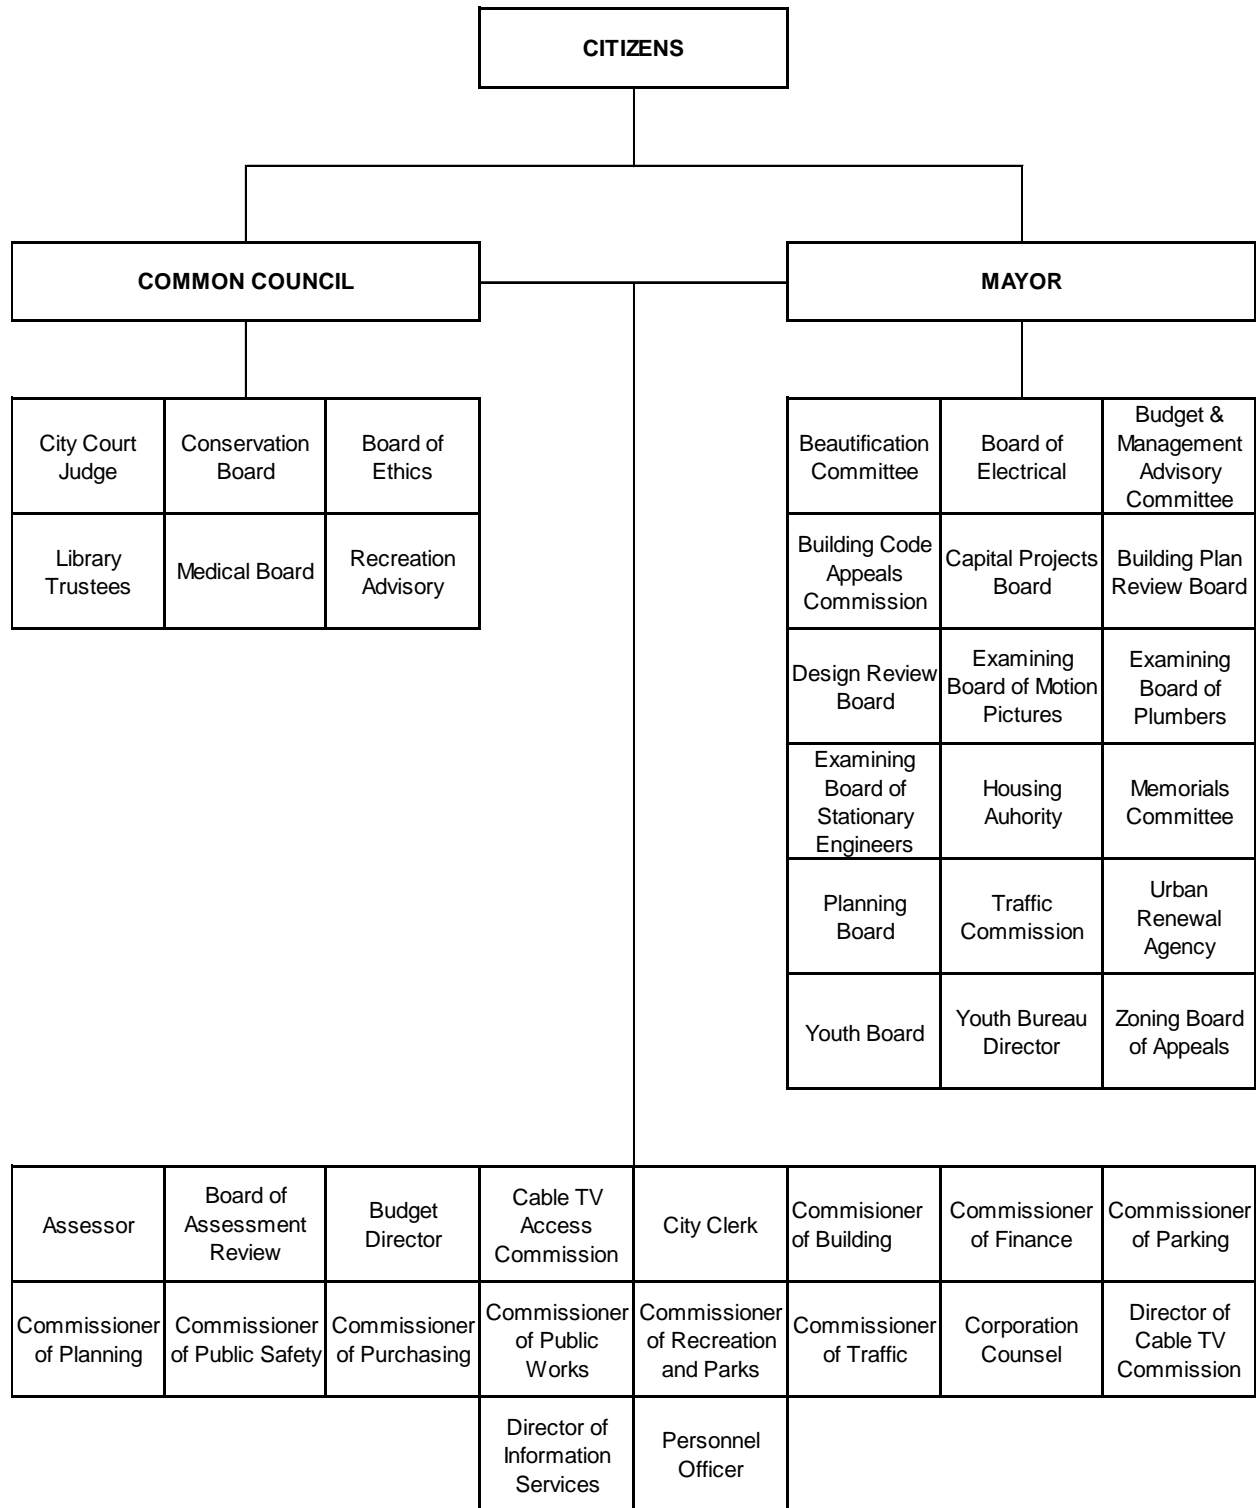 CITIZENS
COMMON COUNCIL
MAYOR
City Court
Judge
Conservation
Board
Board of
Ethics
Library
Trustees
Medical Board
Recreation
Advisory
Beautification
Committee
Board of
Electrical
Budget &
Management
Advisory
Committee
Building Code
Appeals
Commission
Capital Projects
Board
Building Plan
Review Board
Design Review
Board
Examining
Board of Motion
Pictures
Examining
Board of
Plumbers
Examining
Board of
Stationary
Engineers
Housing
Auhority
Memorials
Committee
Planning
Board
Traffic
Commission
Urban
Renewal
Agency
Youth Board
Youth Bureau
Director
Zoning Board
of Appeals
Assessor
Board of
Assessment
Review
Budget
Director
Cable TV
Access
Commission
City Clerk
Commisioner
of Building
Commissioner
of Finance
Commissioner
of Parking
Commissioner
of Planning
Commissioner
of Public Safety
Commissioner
of Purchasing
Commissioner
of Public
Works
Commissioner
of Recreation
and Parks
Commissioner
of Traffic
Corporation
Counsel
Director of
Cable TV
Commission
Director of
Information
Services
Personnel
Officer